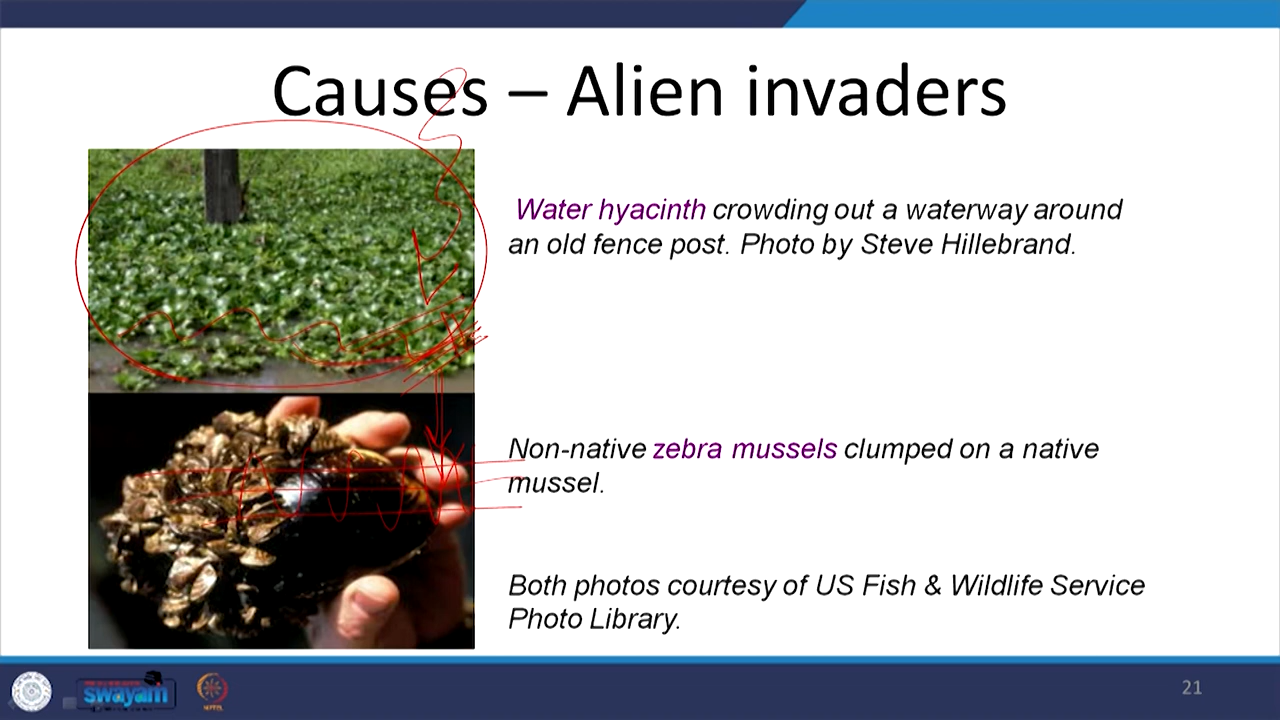 Causes – Alien invaders
Water hyacinth crowding out a waterway around
an old fence post. Photo by Steve Hillebrand.
Non-native zebra mussels clumped on a native
mussel.
Both photos courtesy of US Fish & Wildlife Service
Photo Library.
swayam
21